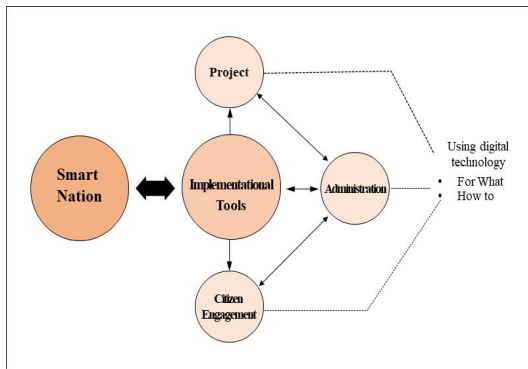 Project
Smart
Nation
Implementational
Tools
Administration
Citizen
Engagement
Using digital
technology
• For What
• How to